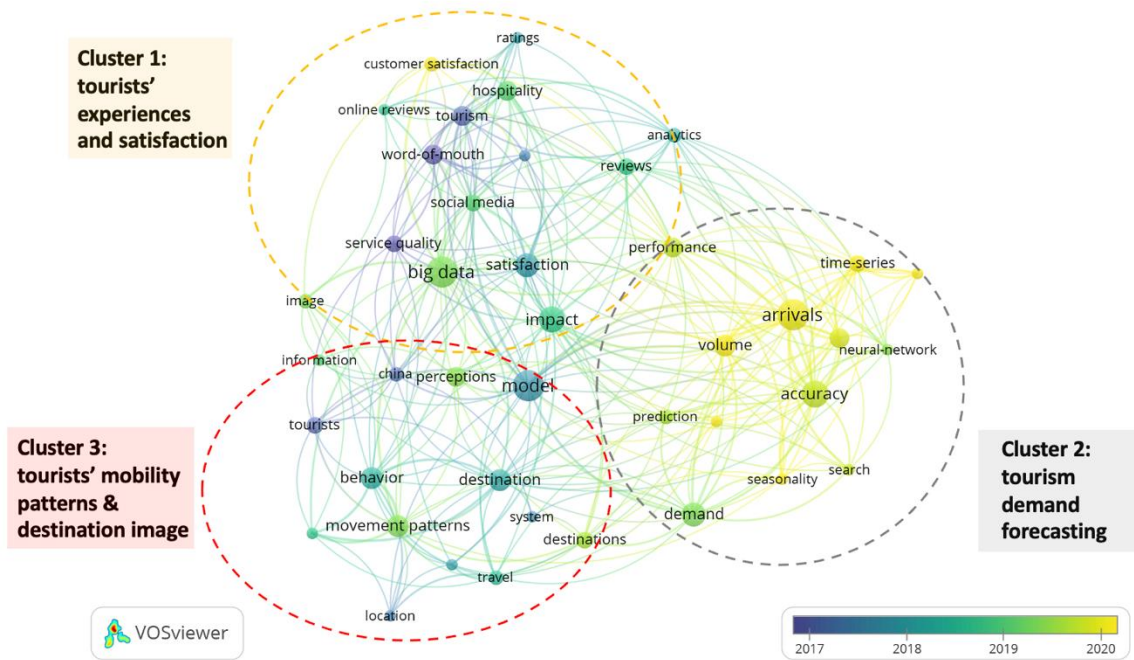 Cluster 1:
tourists'
experiences
and satisfaction
ratings
customer satisfaction
hospitality
online reviews
tourism
analytics
word-of-mouth
reviews
social media
service quality
performance
big data
satisfaction
time-series
image
impact
arrivals
volume
neural-network
information
china
perceptions
model
accuracy
tourists
prediction
Cluster 3:
tourists' mobility
patterns &
destination image
Cluster 2:
tourism
demand
forecasting
behavior
destination
seasonality
search
system
demand
movement patterns
destinations
travel
location
VOSviewer
2017
2018
2019
2020